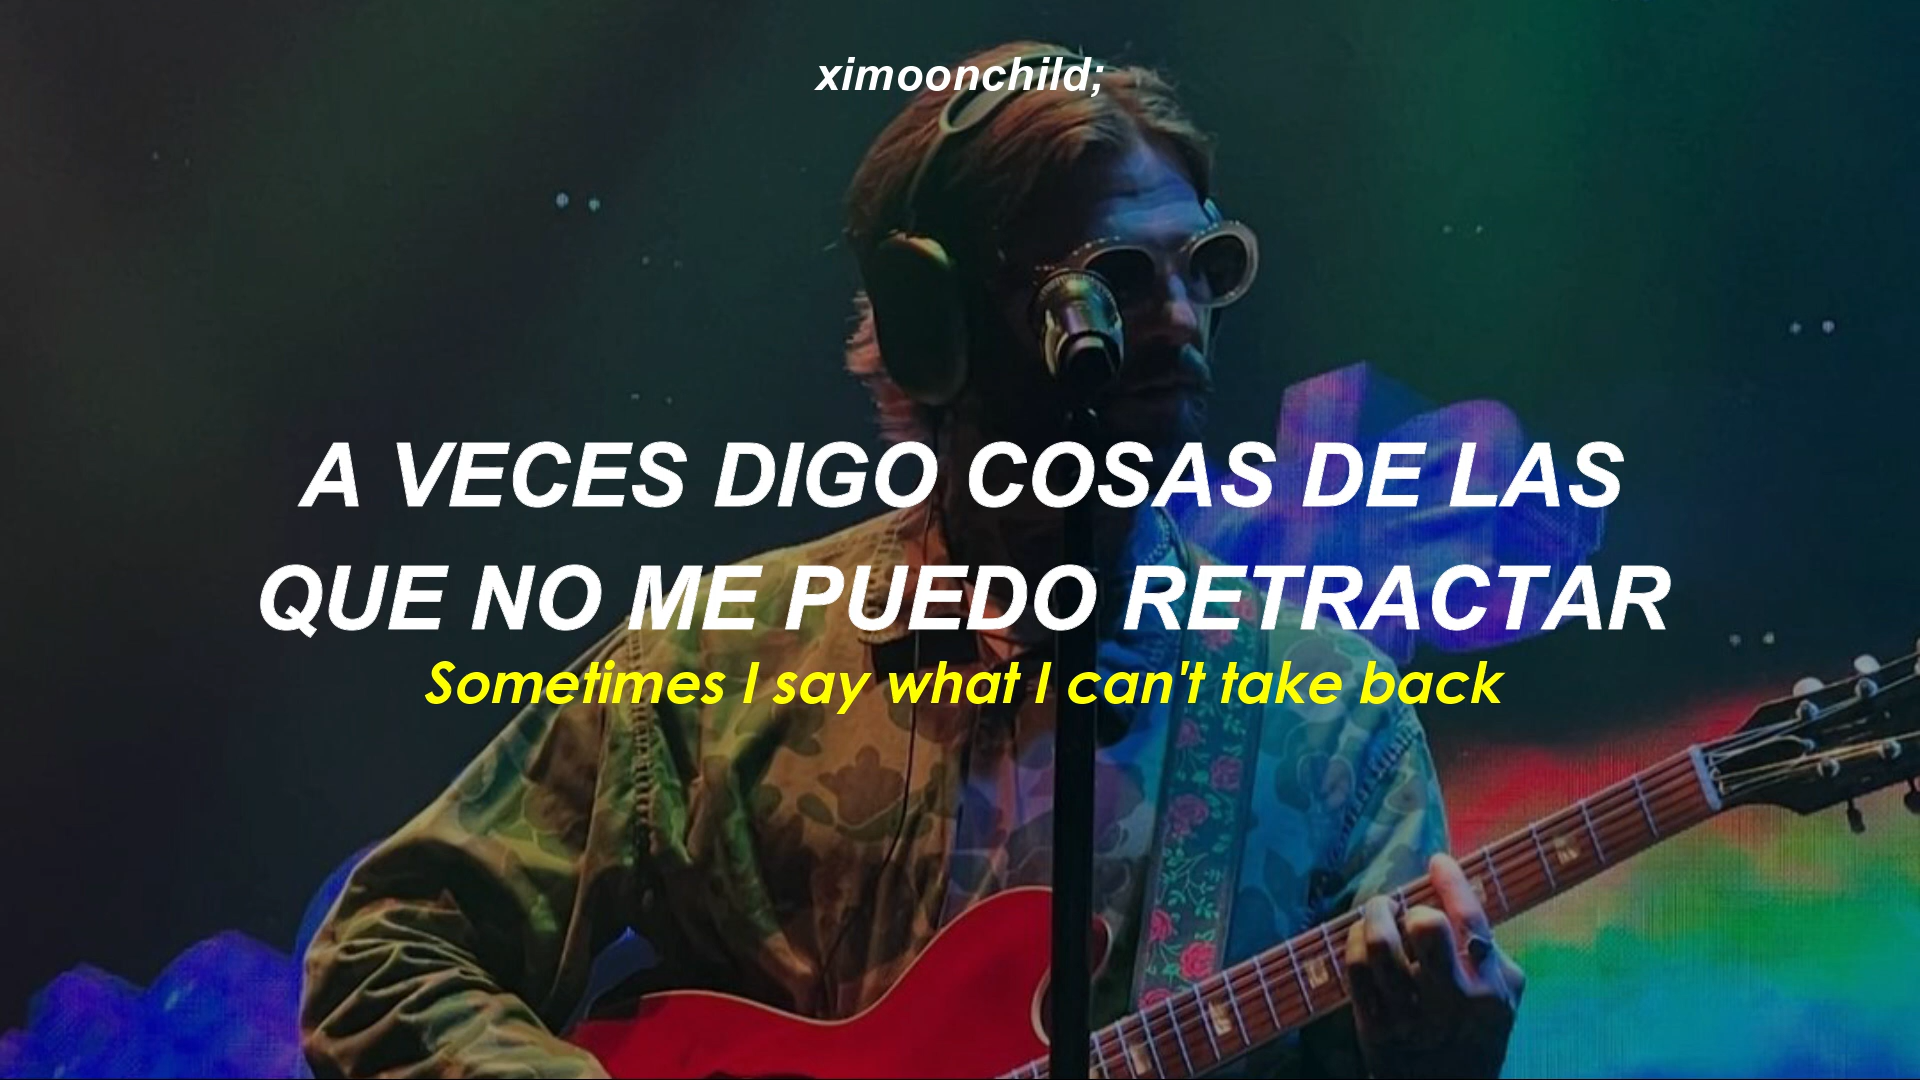 ximoonchild;
A VECES DIGO COSAS DE LAS
QUE NO ME PUEDO RETRACTAR
Sometimes I say what I can't take back